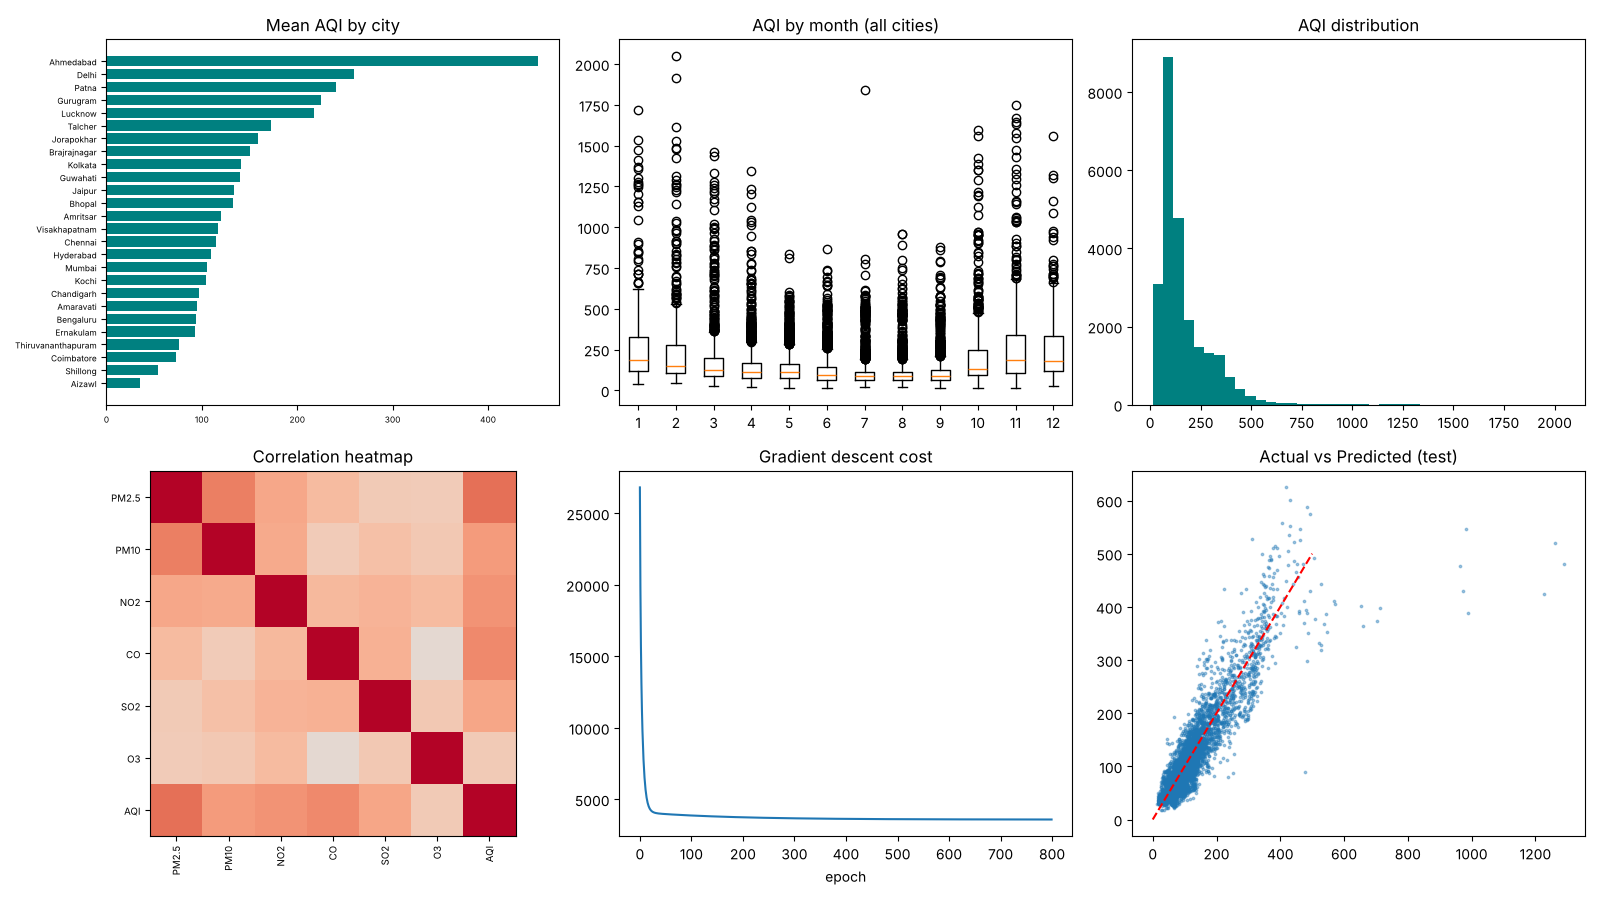 Mean AQI by city
Ahmedabad
Delhi
Patna
Gurugram
Lucknow
Talcher
Jorapokhar
Brajrajnagar
Kolkata
Guwahati
Jaipur
Bhopal
Amritsar
Visakhapatnam
Chennai
Hyderabad
Mumbai
Kochi
Chandigarh
Amaravati
Bengaluru
Ernakulam
Thiruvananthapuram
Coimbatore
Shillong
Aizawl
0 100 200 300 400
AQI by month (all cities)
2000
1750
1500
1250
1000
750
500
250
0
1 2 3 4 5 6 7 8 9 10 11 12
AQI distribution
8000
6000
4000
2000
0
0 250 500 750 1000 1250 1500 1750 2000
Correlation heatmap
PM2.5
PM10
NO2
CO
SO2
O3
AQI
PM2.5 PM10 NO2 CO SO2 O3 AQI
Gradient descent cost
25000
20000
15000
10000
5000
0 100 200 300 400 500 600 700 800
epoch
Actual vs Predicted (test)
600
500
400
300
200
100
0
0 200 400 600 800 1000 1200